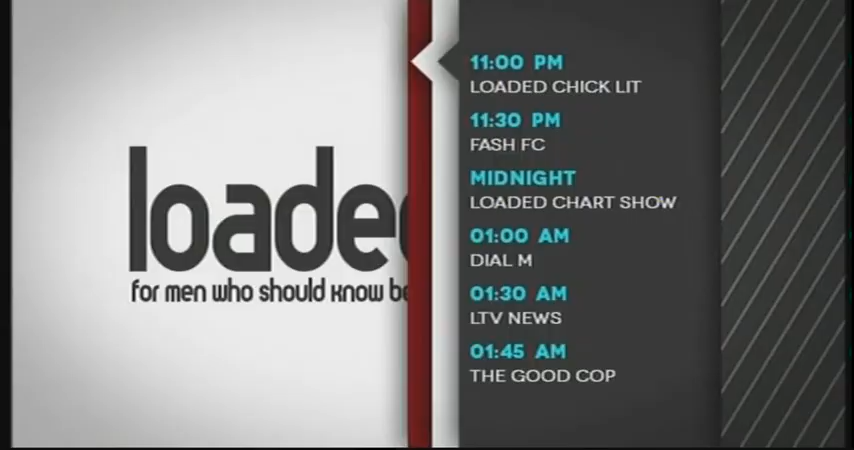 loade
for men who should know b
11:00 PM
LOADED CHICK LIT
11:30 PM
FASH FC
MIDNIGHT
LOADED CHART SHOW
01:00 AM
DIAL M
01:30 AM
LTV NEWS
01:45 AM
THE GOOD COP